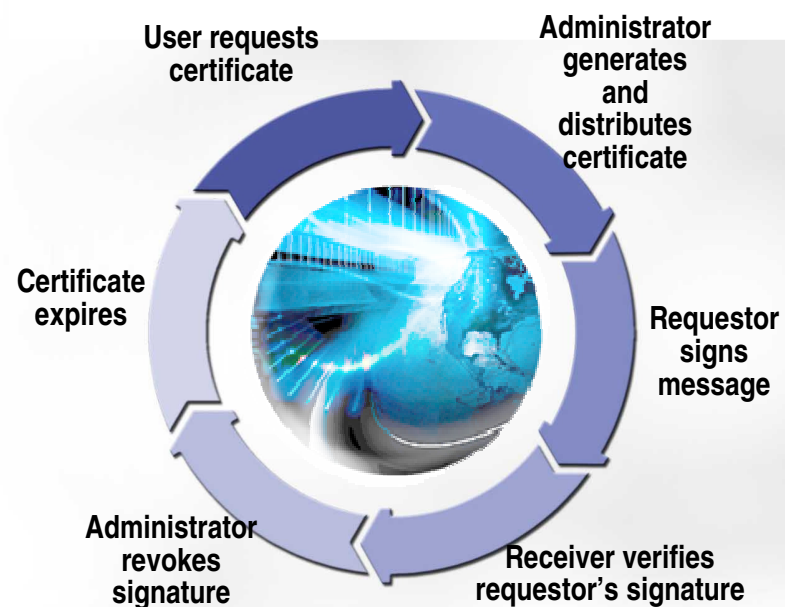 User requests
certificate
Administrator
generates
and
distributes
certificate
Requestor
signs
message
Receiver verifies
requestor's signature
Administrator
revokes
signature
Certificate
expires